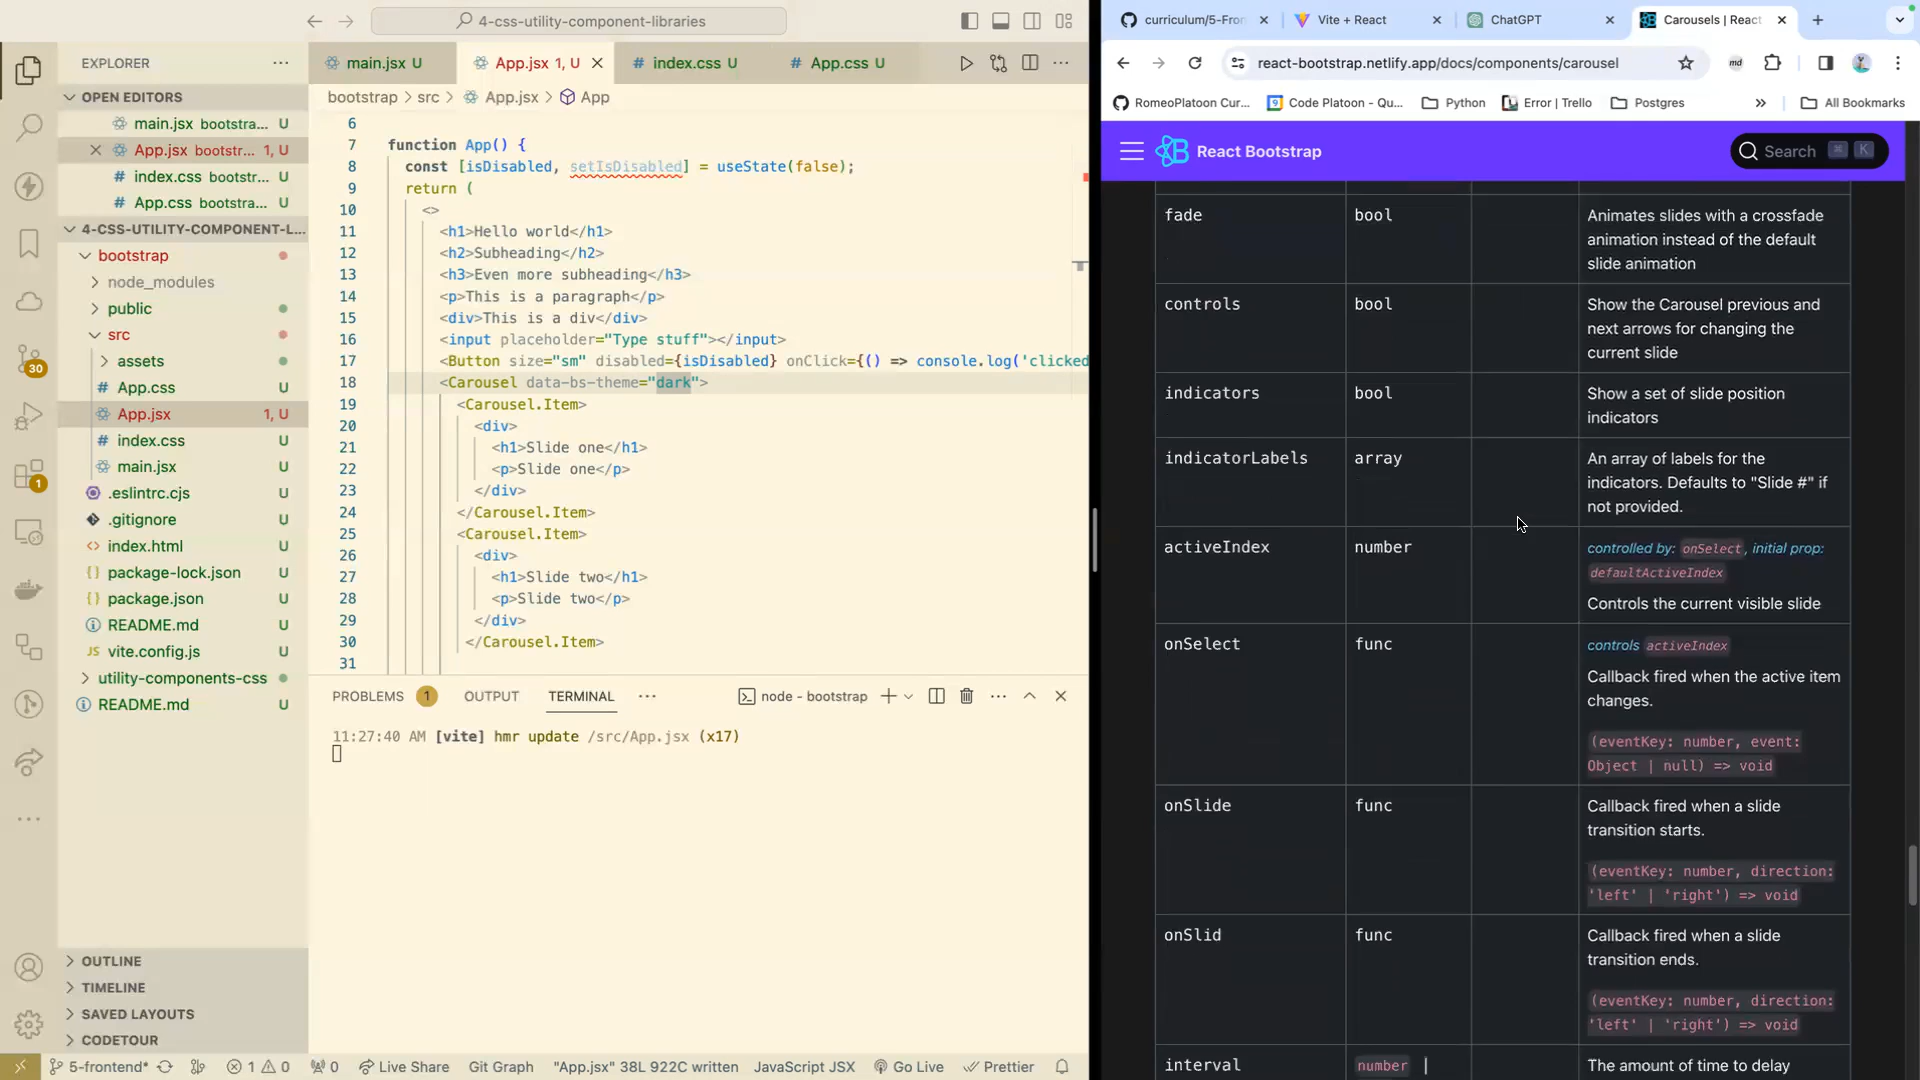 4-css-utility-component-libraries
EXPLORER
OPEN EDITORS
main.jsx bootstra... U
App.jsx bootstr... 1, U
index.css bootstr... U
App.css bootstra... U
4-CSS-UTILITY-COMPONENT-L...
bootstrap
node_modules
public
src
assets
App.css U
App.jsx 1, U
index.css U
main.jsx U
.eslintrc.cjs U
.gitignore U
index.html U
package-lock.json U
package.json U
README.md U
vite.config.js U
utility-components-css
README.md U
OUTLINE
TIMELINE
SAVED LAYOUTS
CODETOUR
30
1
main.jsx U
App.jsx 1, U
index.css U
App.css U
bootstrap > src > App.jsx > App
6
7 function App() {
8 const [isDisabled, setIsDisabled] = useState(false);
9 return (
10 <>
11 <h1>Hello world</h1>
12 <h2>Subheading</h2>
13 <h3>Even more subheading</h3>
14 <p>This is a paragraph</p>
15 <div>This is a div</div>
16 <input placeholder="Type stuff"></input>
17 <Button size="sm" disabled={isDisabled} onClick={() => console.log('clicked
18 <Carousel data-bs-theme="dark">
19 <Carousel.Item>
20 <div>
21 <h1>Slide one</h1>
22 <p>Slide one</p>
23 </div>
24 </Carousel.Item>
25 <Carousel.Item>
26 <div>
27 <h1>Slide two</h1>
28 <p>Slide two</p>
29 </div>
30 </Carousel.Item>
31
PROBLEMS 1 OUTPUT TERMINAL ··· node - bootstrap
11:27:40 AM [vite] hmr update /src/App.jsx (x17)
5-frontend* 1 0 0 Live Share Git Graph "App.jsx" 38L 922C written JavaScript JSX Go Live Prettier
curriculum/5-Fron
Vite + React
ChatGPT
Carousels | React
react-bootstrap.netlify.app/docs/components/carousel
md
RomeoPlatoon Cur...
Code Platoon - Qu...
Python
Error | Trello
Postgres
»
All Bookmarks
React Bootstrap
Search ⌘ K
fade bool Animates slides with a crossfade
animation instead of the default
slide animation
controls bool Show the Carousel previous and
next arrows for changing the
current slide
indicators bool Show a set of slide position
indicators
indicatorLabels array An array of labels for the
indicators. Defaults to "Slide #" if
not provided.
activeIndex number controlled by: onSelect, initial prop:
defaultActiveIndex
Controls the current visible slide
onSelect func controls activeIndex
Callback fired when the active item
changes.
(eventKey: number, event:
Object | null) => void
onSlide func Callback fired when a slide
transition starts.
(eventKey: number, direction:
'left' | 'right') => void
onSlid func Callback fired when a slide
transition ends.
(eventKey: number, direction:
'left' | 'right') => void
interval number | The amount of time to delay